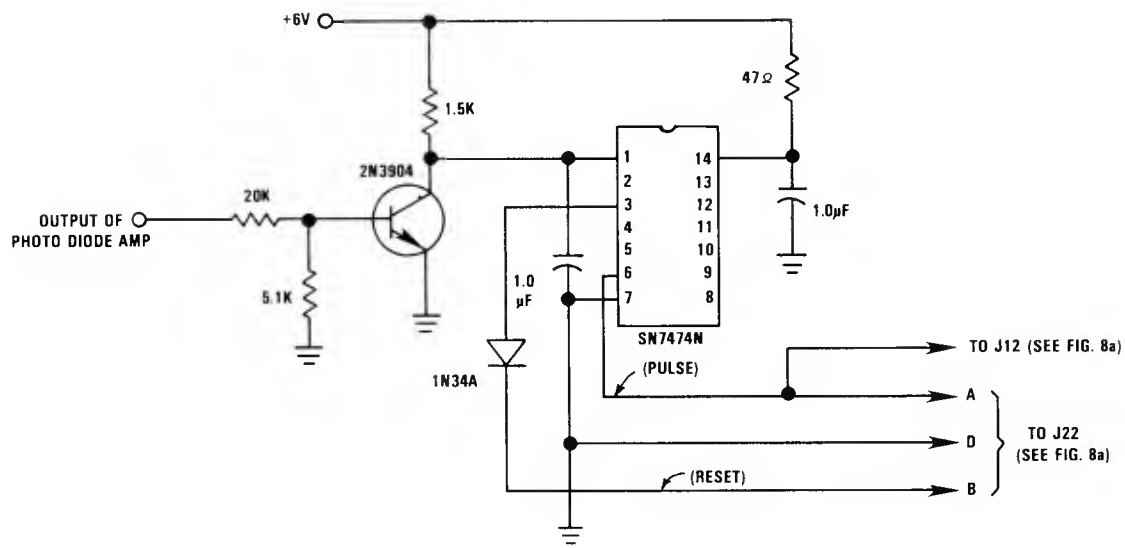 +6V
47Ω
1.5K
2N3904
20K
OUTPUT OF
PHOTO DIODE AMP
5.1K
1
2
3
4
5
6
7
14
13
12
11
10
9
8
1.0μF
1.0
μF
SN7474N
1N34A
(PULSE)
TO J12 (SEE FIG. 8a)
A
D
TO J22
(SEE FIG. 8a)
(RESET)
B